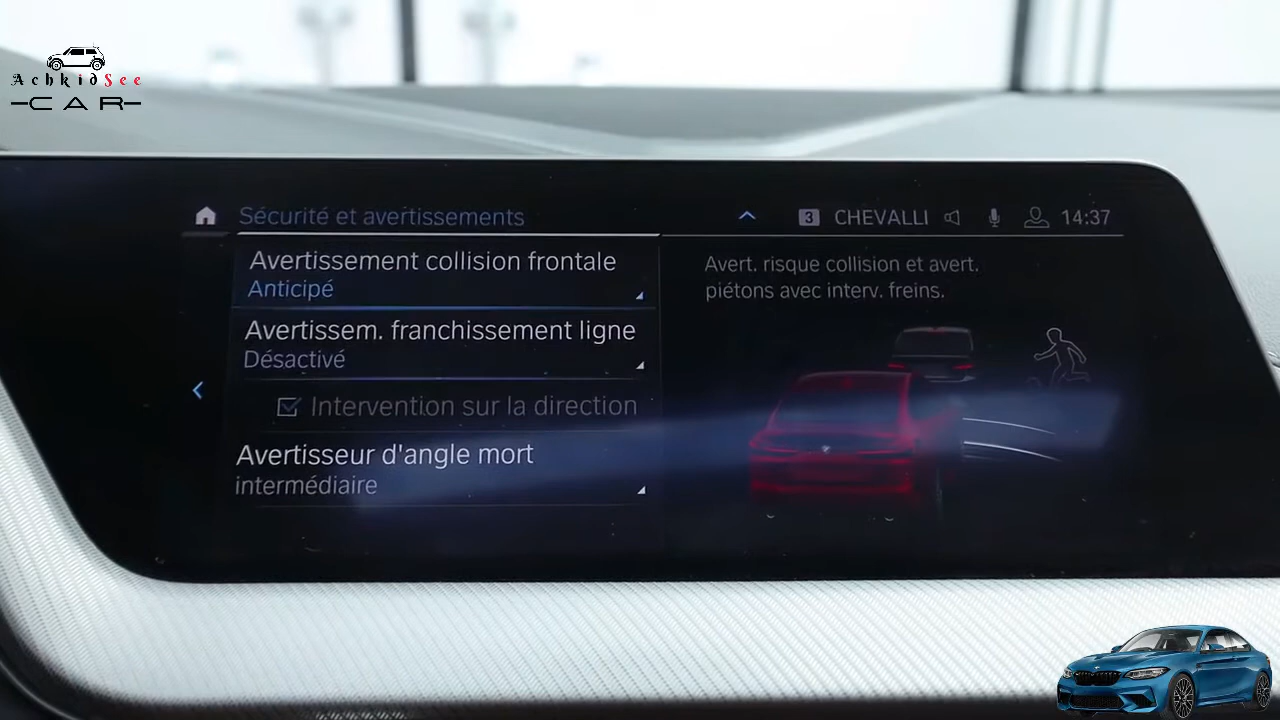 AchkidSee
CAR
Sécurité et avertissements
3 CHEVALLI 14:37
Avertissement collision frontale
Anticipé
Avertissem. franchissement ligne
Désactivé
Intervention sur la direction
Avertisseur d'angle mort
intermédiaire
Avert. risque collision et avert.
piétons avec interv. freins.